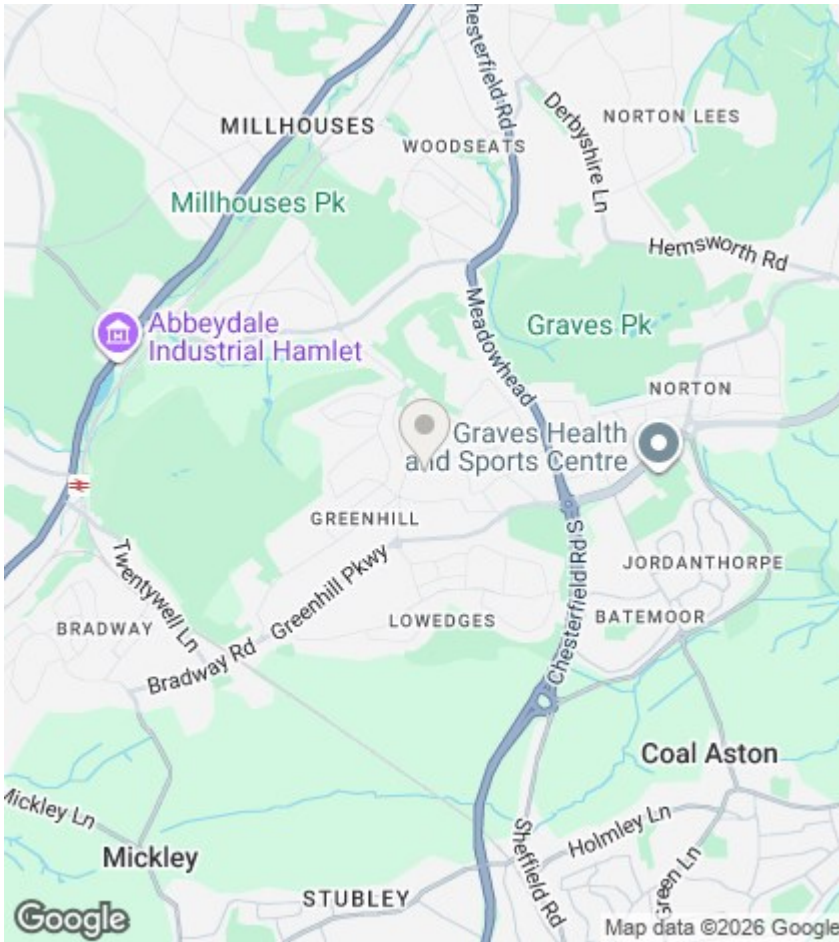 hesterfield Rd
MILLHOUSES
WOODSEATS
NORTON LEES
Derbyshire Ln
Millhouses Pk
Hemsworth Rd
Abbeydale
Industrial Hamlet
Meadowhead
Graves Pk
NORTON
Graves Health
and Sports Centre
GREENHILL
Twentywell Ln
Greenhill Pkwy
Chesterfield Rd S
JORDANTHORPE
BRADWAY
LOWEDGES
BATEMOOR
Bradway Rd
Coal Aston
Mickley Ln
Mickley
Sheffield Rd
Holmley Ln
Green Ln
STUBLEY
Google
Map data ©2026 Google